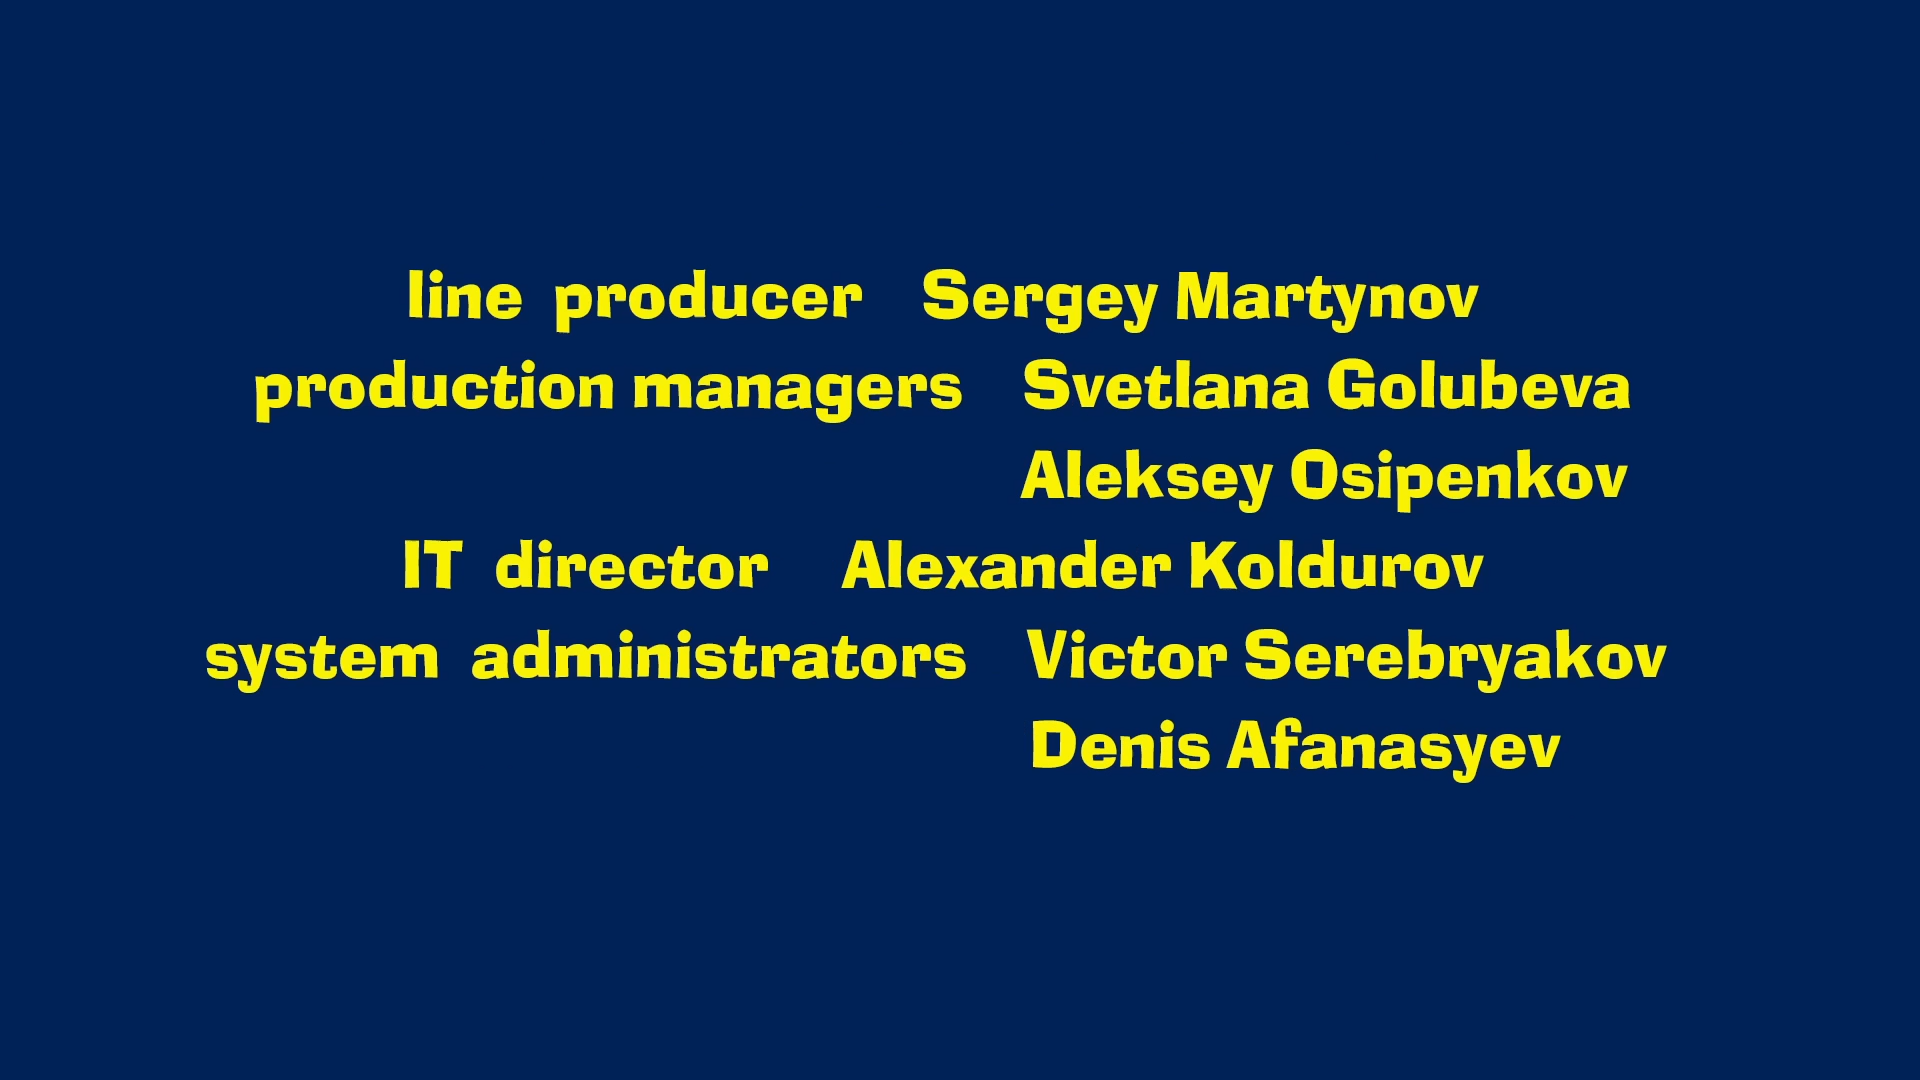 line producer Sergey Martynov
production managers Svetlana Golubeva
Aleksey Osipenkov
IT director Alexander Koldurov
system administrators Victor Serebryakov
Denis Afanasyev